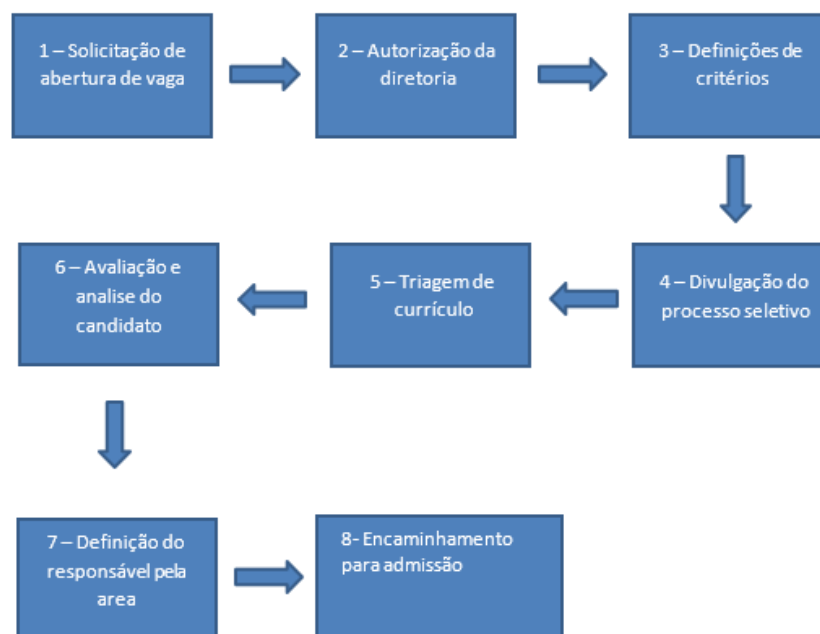 1 – Solicitação de
abertura de vaga
2 – Autorização da
diretoria
3 – Definições de
critérios
4 – Divulgação do
processo seletivo
5 – Triagem de
currículo
6 – Avaliação e
analise do
candidato
7 – Definição do
responsável pela
area
8- Encaminhamento
para admissão